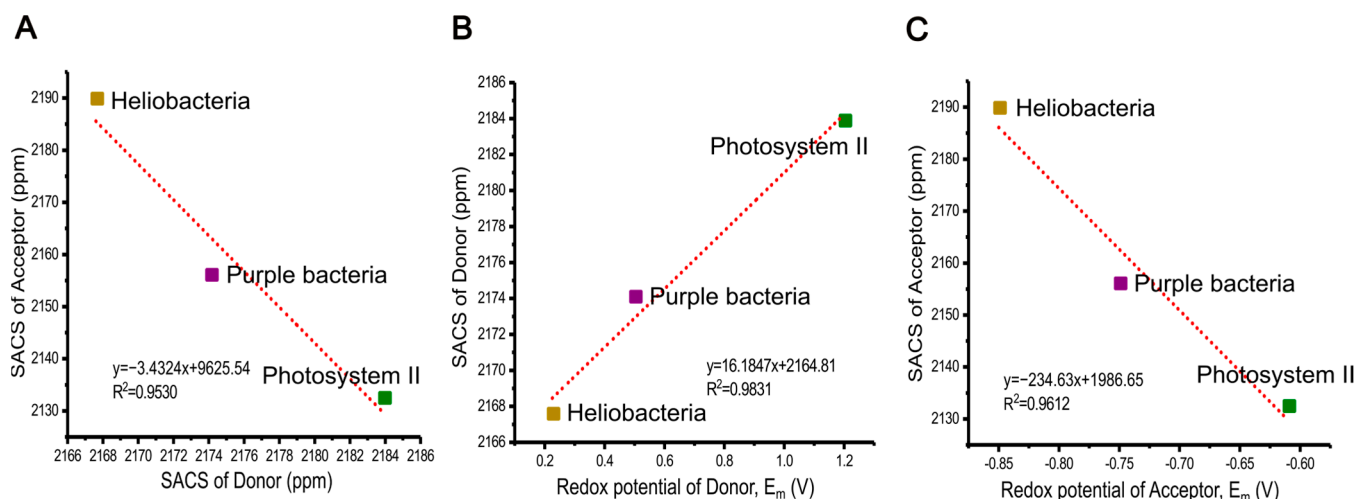 A
SACS of Acceptor (ppm)
2190
2180
2170
2160
2150
2140
2130
2166
2168
2170
2172
2174
2176
2178
2180
2182
2184
2186
SACS of Donor (ppm)
Heliobacteria
Purple bacteria
Photosystem II
y=−3.4324x+9625.54
R²=0.9530
B
SACS of Donor (ppm)
2186
2184
2182
2180
2178
2176
2174
2172
2170
2168
2166
0.2
0.4
0.6
0.8
1.0
1.2
Redox potential of Donor, Eₘ (V)
Photosystem II
Purple bacteria
Heliobacteria
y=16.1847x+2164.81
R²=0.9831
C
SACS of Acceptor (ppm)
2190
2180
2170
2160
2150
2140
2130
-0.85
-0.80
-0.75
-0.70
-0.65
-0.60
Redox potential of Acceptor, Eₘ (V)
Heliobacteria
Purple bacteria
Photosystem II
y=−234.63x+1986.65
R²=0.9612